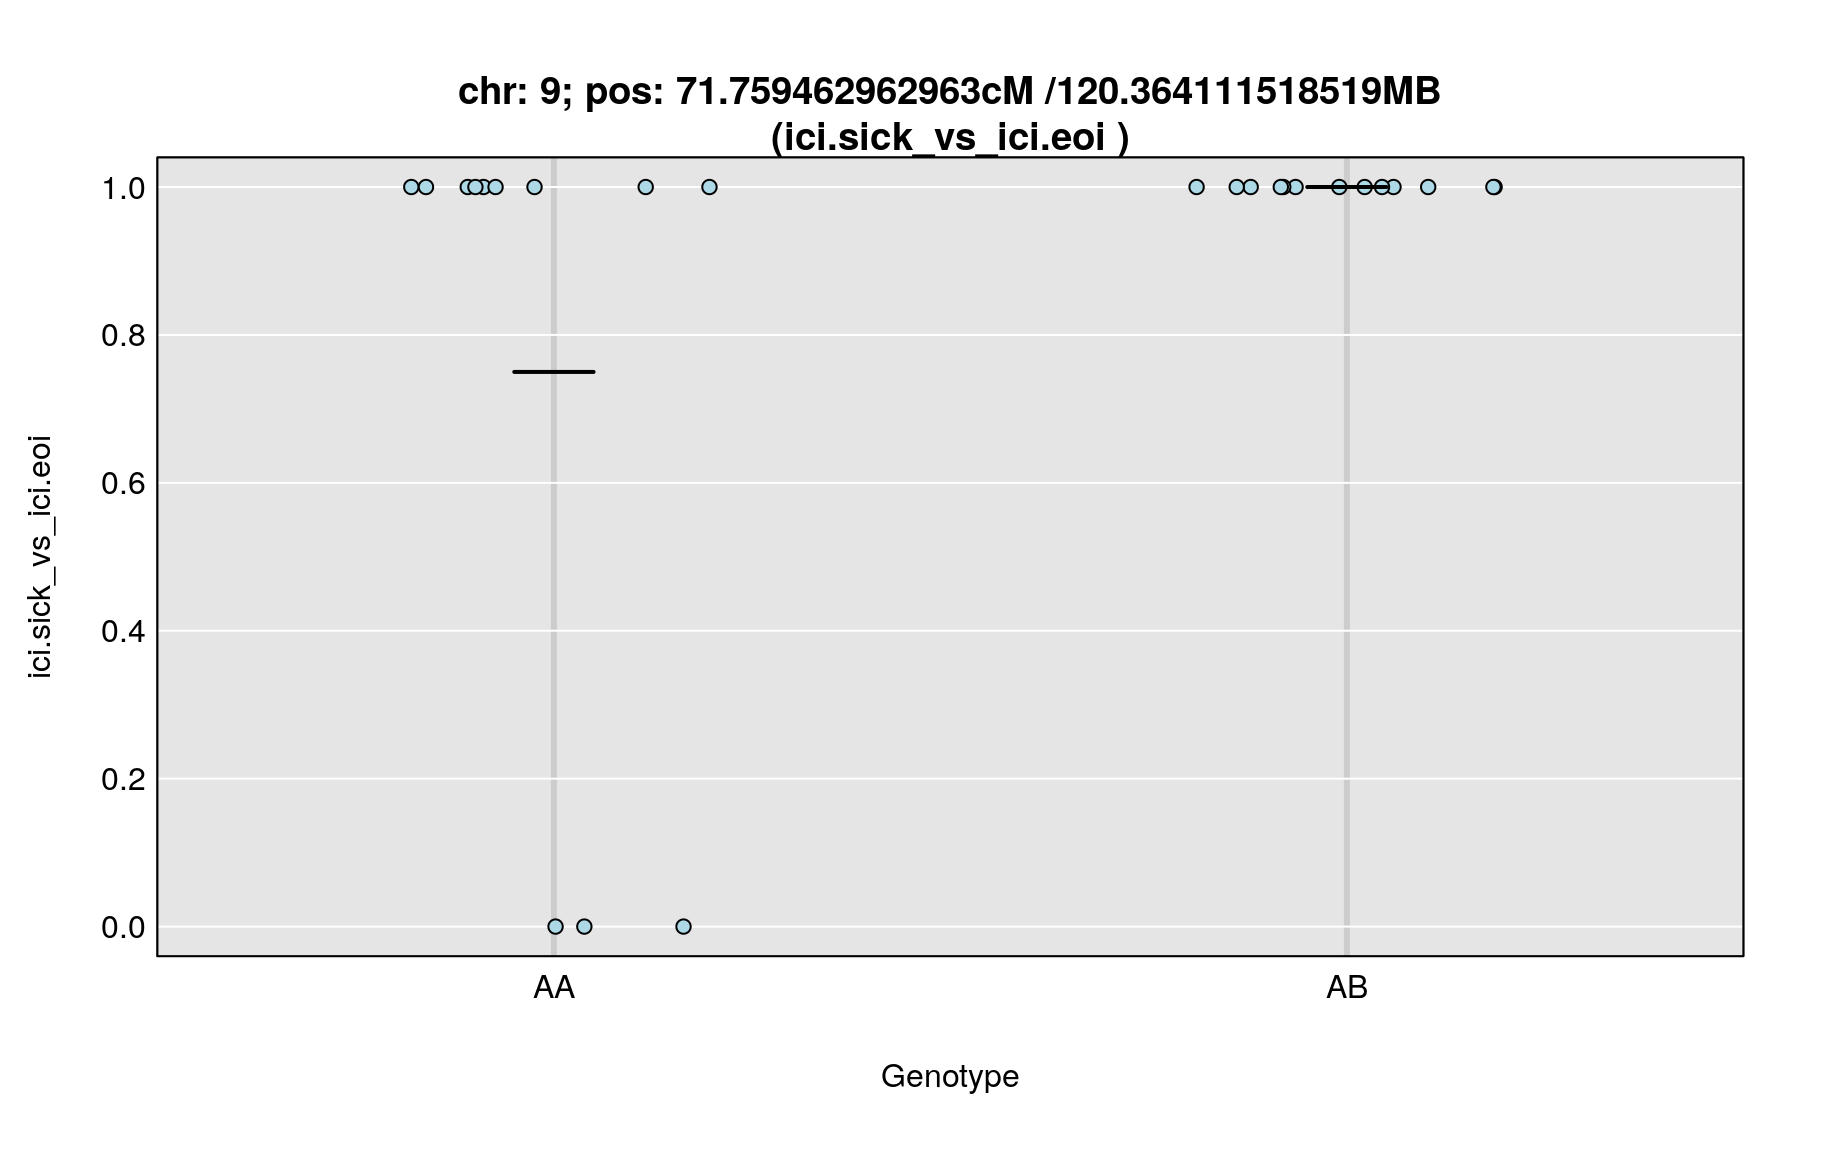 chr: 9; pos: 71.759462962963cM /120.364111518519MB
(ici.sick_vs_ici.eoi )
ici.sick_vs_ici.eoi
1.0
0.8
0.6
0.4
0.2
0.0
AA AB
Genotype